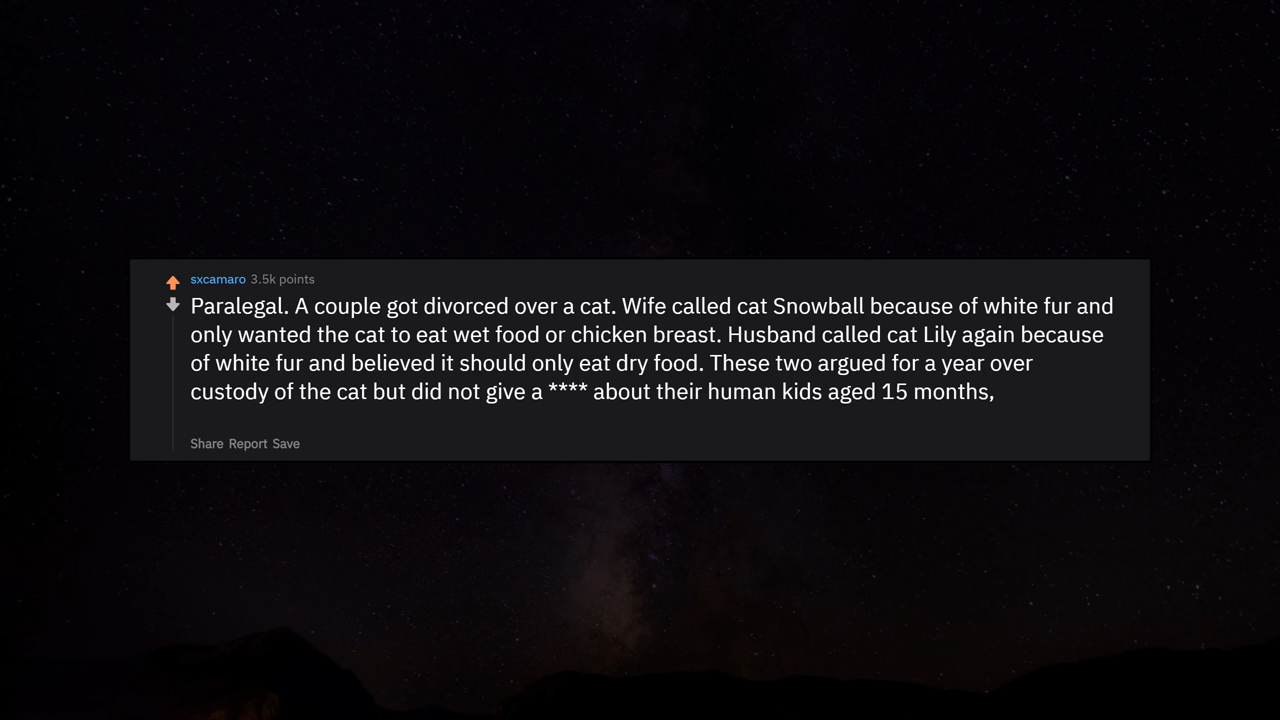 sxcamaro 3.5k points
Paralegal. A couple got divorced over a cat. Wife called cat Snowball because of white fur and
only wanted the cat to eat wet food or chicken breast. Husband called cat Lily again because
of white fur and believed it should only eat dry food. These two argued for a year over
custody of the cat but did not give a **** about their human kids aged 15 months,
Share Report Save